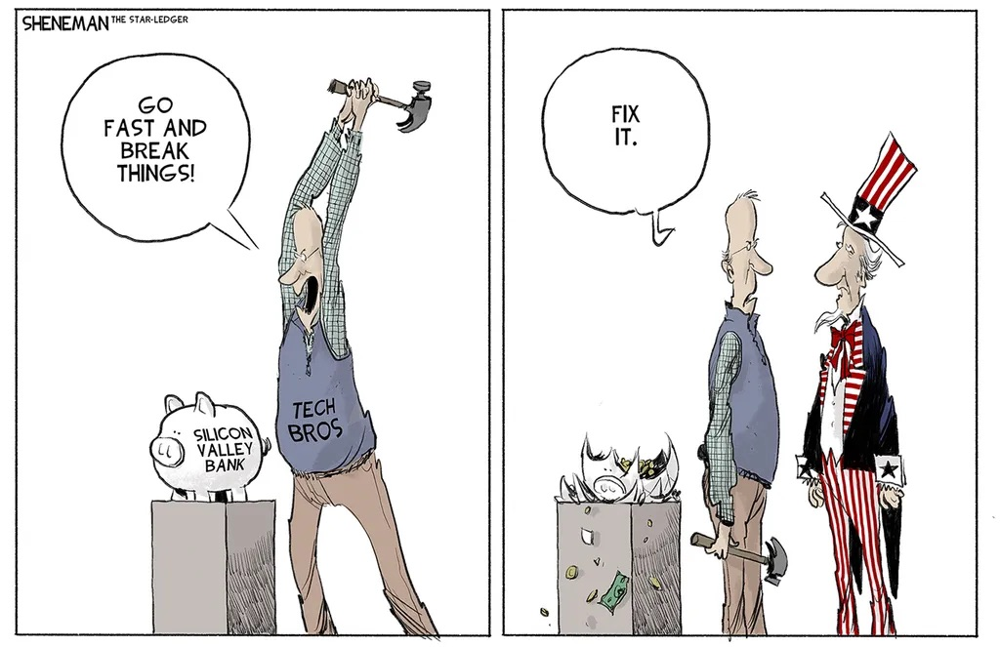 SHENEMAN THE STAR-LEDGER
GO
FAST AND
BREAK
THINGS!
TECH
BROS
SILICON
VALLEY
BANK
FIX
IT.